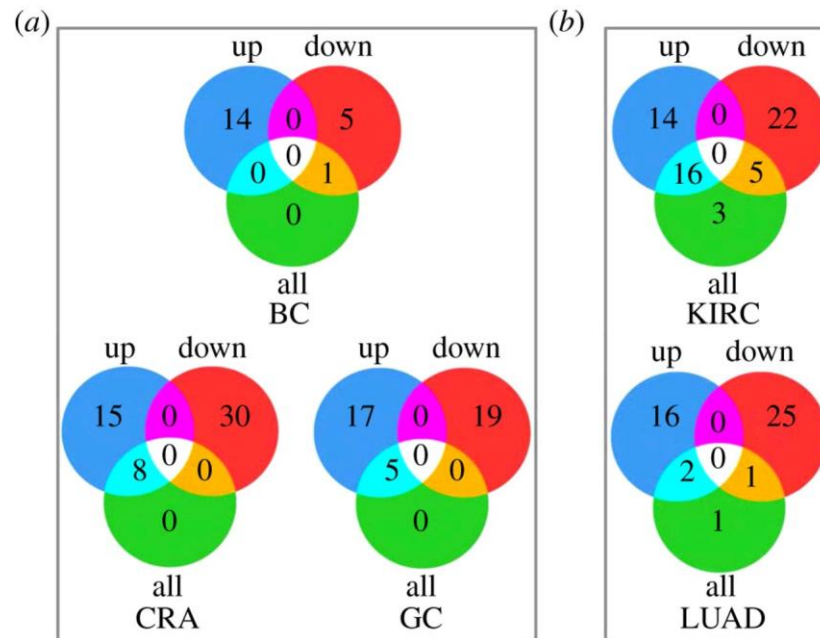 (a)
up down
14 0 5
0
0 1
0
all
BC
up down
15 0 30
0
8 0
0
all
CRA
up down
17 0 19
0
5 0
0
all
GC
(b)
up down
14 0 22
0
16 5
3
all
KIRC
up down
16 0 25
0
2 1
1
all
LUAD